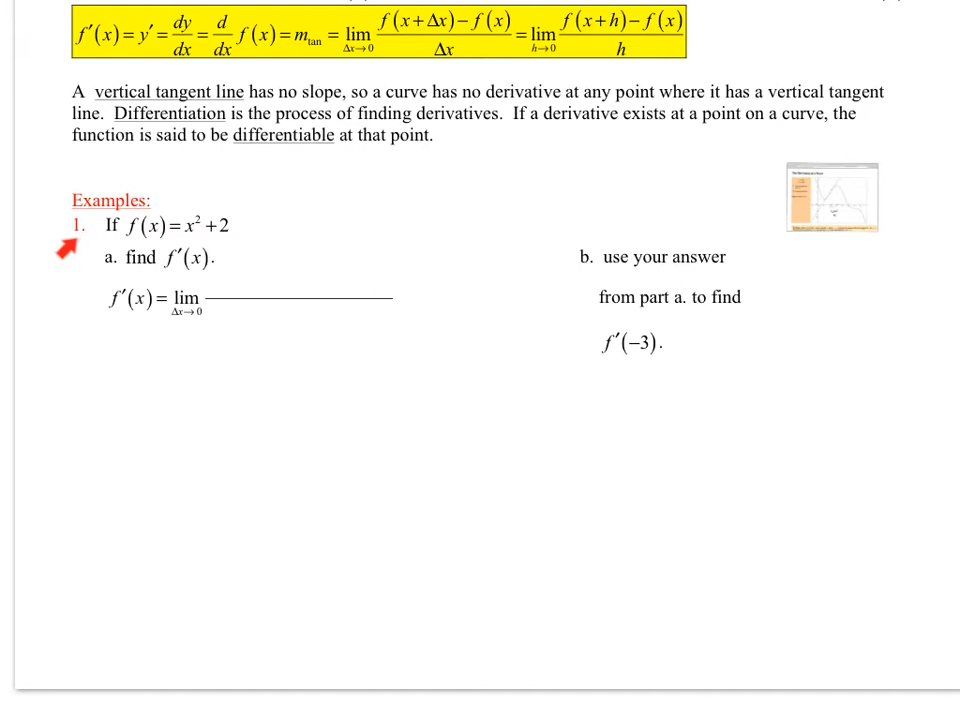 f′(x) = y′ = dy/dx = d/dx f(x) = m_tan = lim_{Δx→0} (f(x+Δx) − f(x))/Δx = lim_{h→0} (f(x+h) − f(x))/h
A vertical tangent line has no slope, so a curve has no derivative at any point where it has a vertical tangent
line. Differentiation is the process of finding derivatives. If a derivative exists at a point on a curve, the
function is said to be differentiable at that point.
Examples:
1. If f(x) = x² + 2
a. find f′(x).
b. use your answer
f′(x) = lim_{Δx→0} ____________
from part a. to find
f′(−3).